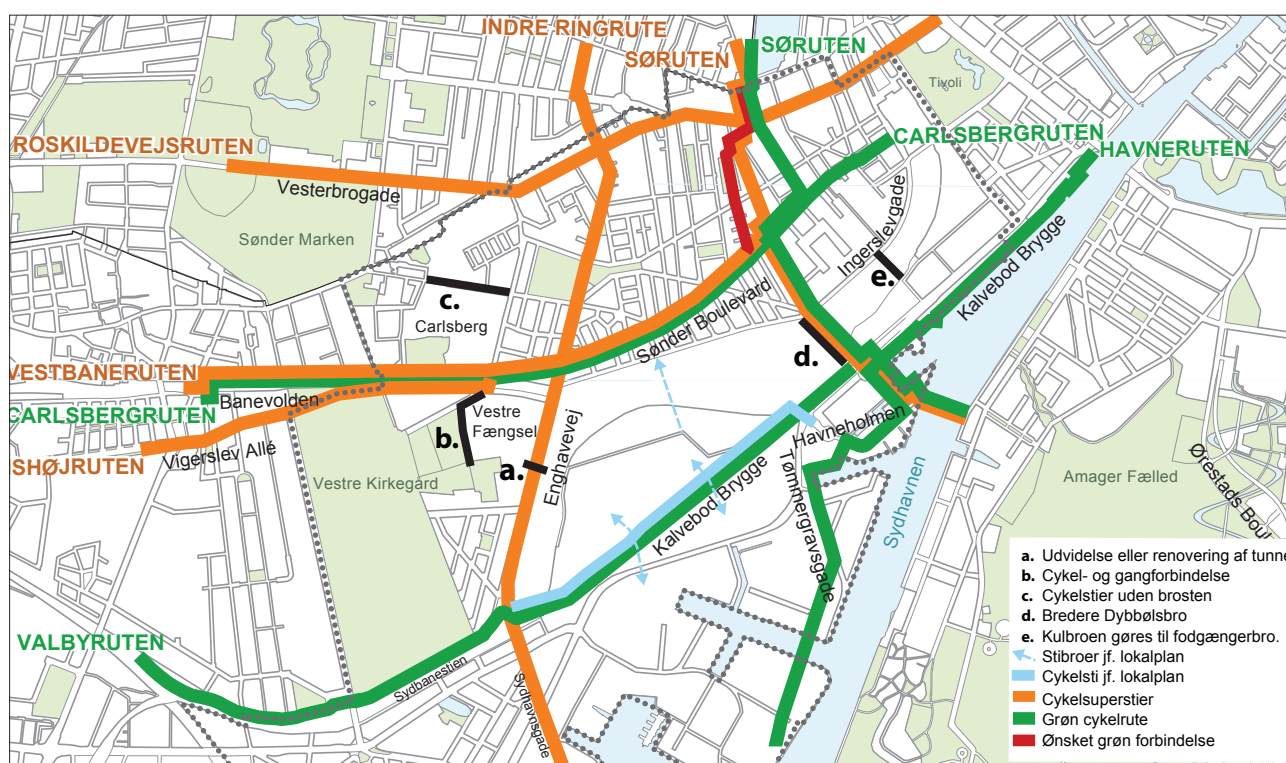 INDRE RINGRUTE
SØRUTEN
SØRUTEN
Tivoli
ROSKILDEVEJSRUTEN
CARLSBERGRUTEN
HAVNERUTEN
Vesterbrogade
Sønder Marken
Ingerslevgade
Kalvebod Brygge
e.
c.
Carlsberg
Sønder Boulevard
d.
VESTBANERUTEN
Banevolden
CARLSBERGRUTEN
Vestre
Fængsel
Havneholmen
b.
SHØJRUTEN
Vigerslev Allé
a.
Enghavevej
Vestre Kirkegård
Kalvebod Brygge
Tømmergravsgade
Sydhavnen
Amager Fælled
Ørestads Boul
VALBYRUTEN
Sydbanestien
Sydhavnsgade
a. Udvidelse eller renovering af tunne
b. Cykel- og gangforbindelse
c. Cykelstier uden brosten
d. Bredere Dybbølsbro
e. Kulbroen gøres til fodgængerbro.
Stibroer jf. lokalplan
Cykelsti jf. lokalplan
Cykelsuperstier
Grøn cykelrute
Ønsket grøn forbindelse